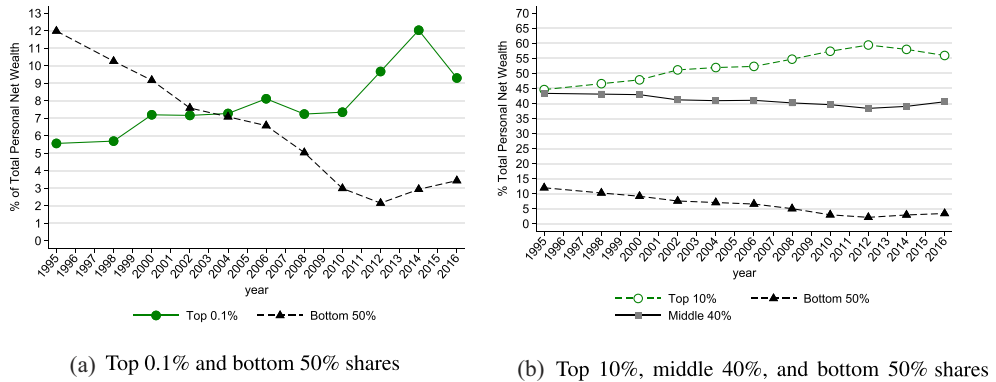 % of Total Personal Net Wealth
13
12
11
10
9
8
7
6
5
4
3
2
1
0
1995 1996 1997 1998 1999 2000 2001 2002 2003 2004 2005 2006 2007 2008 2009 2010 2011 2012 2013 2014 2015 2016
year
Top 0.1% Bottom 50%
(a) Top 0.1% and bottom 50% shares
% Total Personal Net Wealth
70
65
60
55
50
45
40
35
30
25
20
15
10
5
0
1995 1996 1997 1998 1999 2000 2001 2002 2003 2004 2005 2006 2007 2008 2009 2010 2011 2012 2013 2014 2015 2016
year
Top 10% Bottom 50%
Middle 40%
(b) Top 10%, middle 40%, and bottom 50% shares